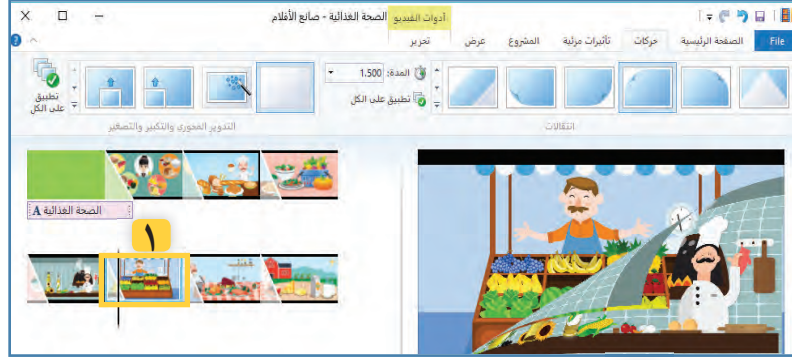 أدوات الفيديو
الصحة الغذائية - صانع الأفلام
File
الصفحة الرئيسية
حركات
تأثيرات مرئية
المشروع
عرض
تحرير
المدة: 1.500
تطبيق على الكل
تطبيق
على الكل
انتقالات
التدوير المحوري والتكبير والتصغير
الصحة الغذائية A
١